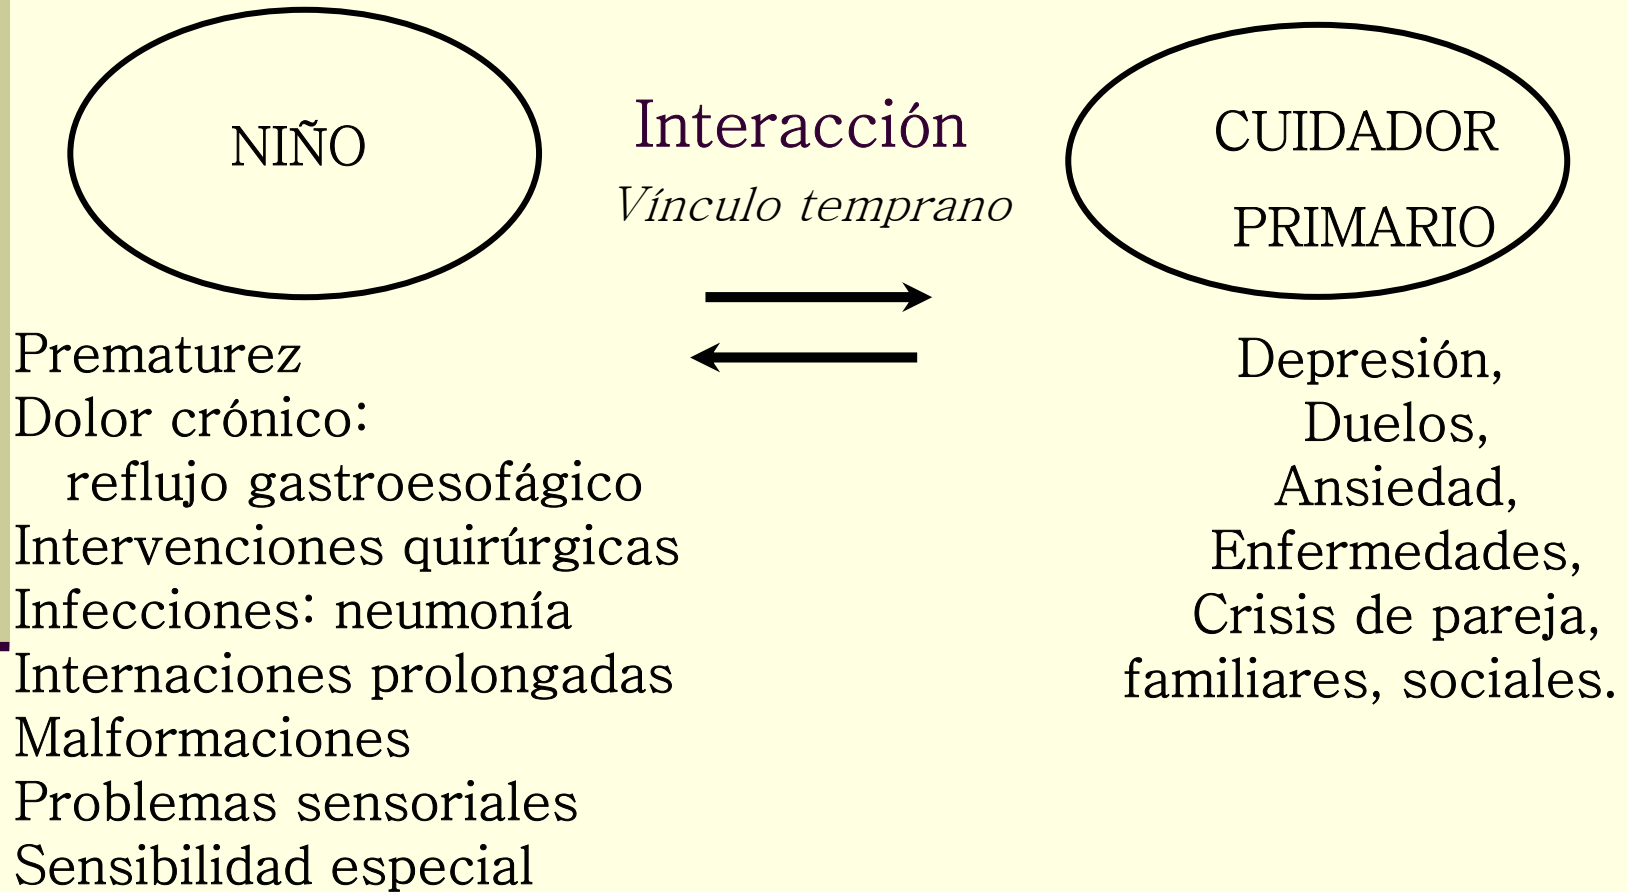 NIÑO
Interacción
Vínculo temprano
CUIDADOR
PRIMARIO
Prematurez
Dolor crónico:
reflujo gastroesofágico
Intervenciones quirúrgicas
Infecciones: neumonía
Internaciones prolongadas
Malformaciones
Problemas sensoriales
Sensibilidad especial
Depresión,
Duelos,
Ansiedad,
Enfermedades,
Crisis de pareja,
familiares, sociales.